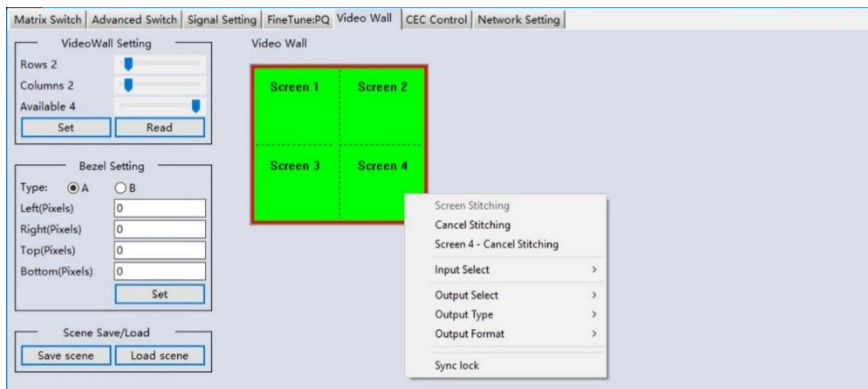 Matrix Switch Advanced Switch Signal Setting FineTune:PQ Video Wall CEC Control Network Setting
VideoWall Setting
Rows 2
Columns 2
Available 4
Set Read
Bezel Setting
Type: A B
Left(Pixels) 0
Right(Pixels) 0
Top(Pixels) 0
Bottom(Pixels) 0
Set
Scene Save/Load
Save scene Load scene
Video Wall
Screen 1 Screen 2
Screen 3 Screen 4
Screen Stitching
Cancel Stitching
Screen 4 - Cancel Stitching
Input Select >
Output Select >
Output Type >
Output Format >
Sync lock